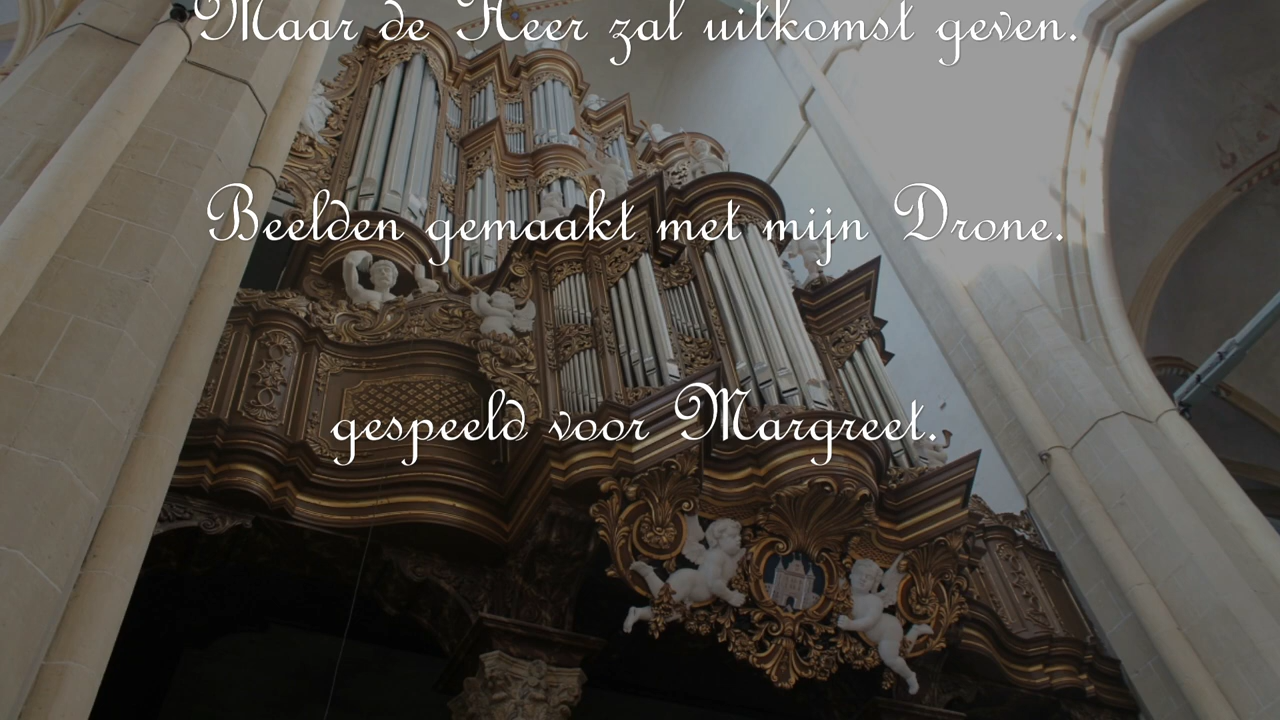 Maar de Heer zal uitkomst geven.
Beelden gemaakt met mijn Drone.
gespeeld voor Margreet.